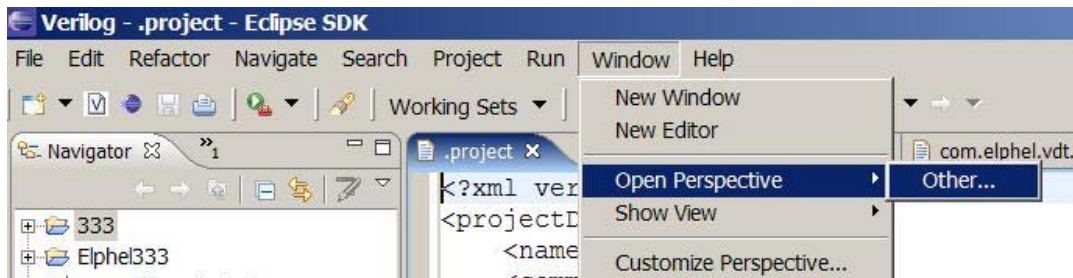 Verilog - .project - Eclipse SDK
File Edit Refactor Navigate Search Project Run Window Help
Working Sets
New Window
New Editor
Navigator
»1
.project
com.elphel.vdt.
Open Perspective
Other...
<?xml ver
Show View
<projectD
333
<name
Customize Perspective...
Elphel333